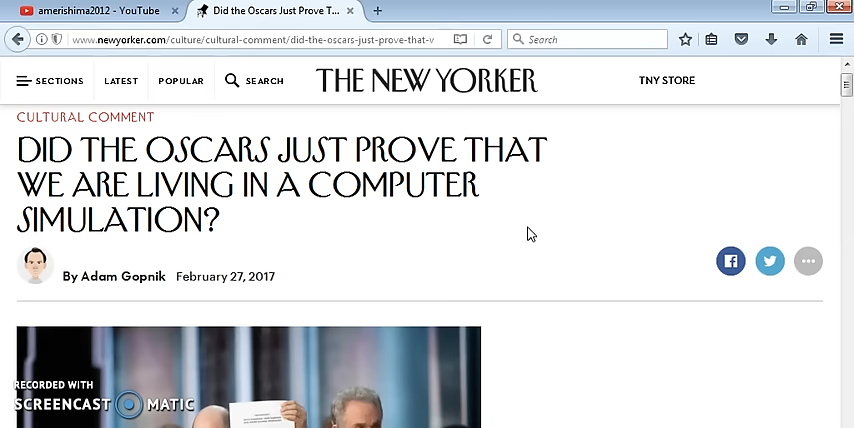 amerishima2012 - YouTube
Did the Oscars Just Prove T...
www.newyorker.com/culture/cultural-comment/did-the-oscars-just-prove-that-v
Search
SECTIONS
LATEST
POPULAR
SEARCH
THE NEW YORKER
TNY STORE
CULTURAL COMMENT
DID THE OSCARS JUST PROVE THAT
WE ARE LIVING IN A COMPUTER
SIMULATION?
By Adam Gopnik February 27, 2017
RECORDED WITH
SCREENCAST MATIC